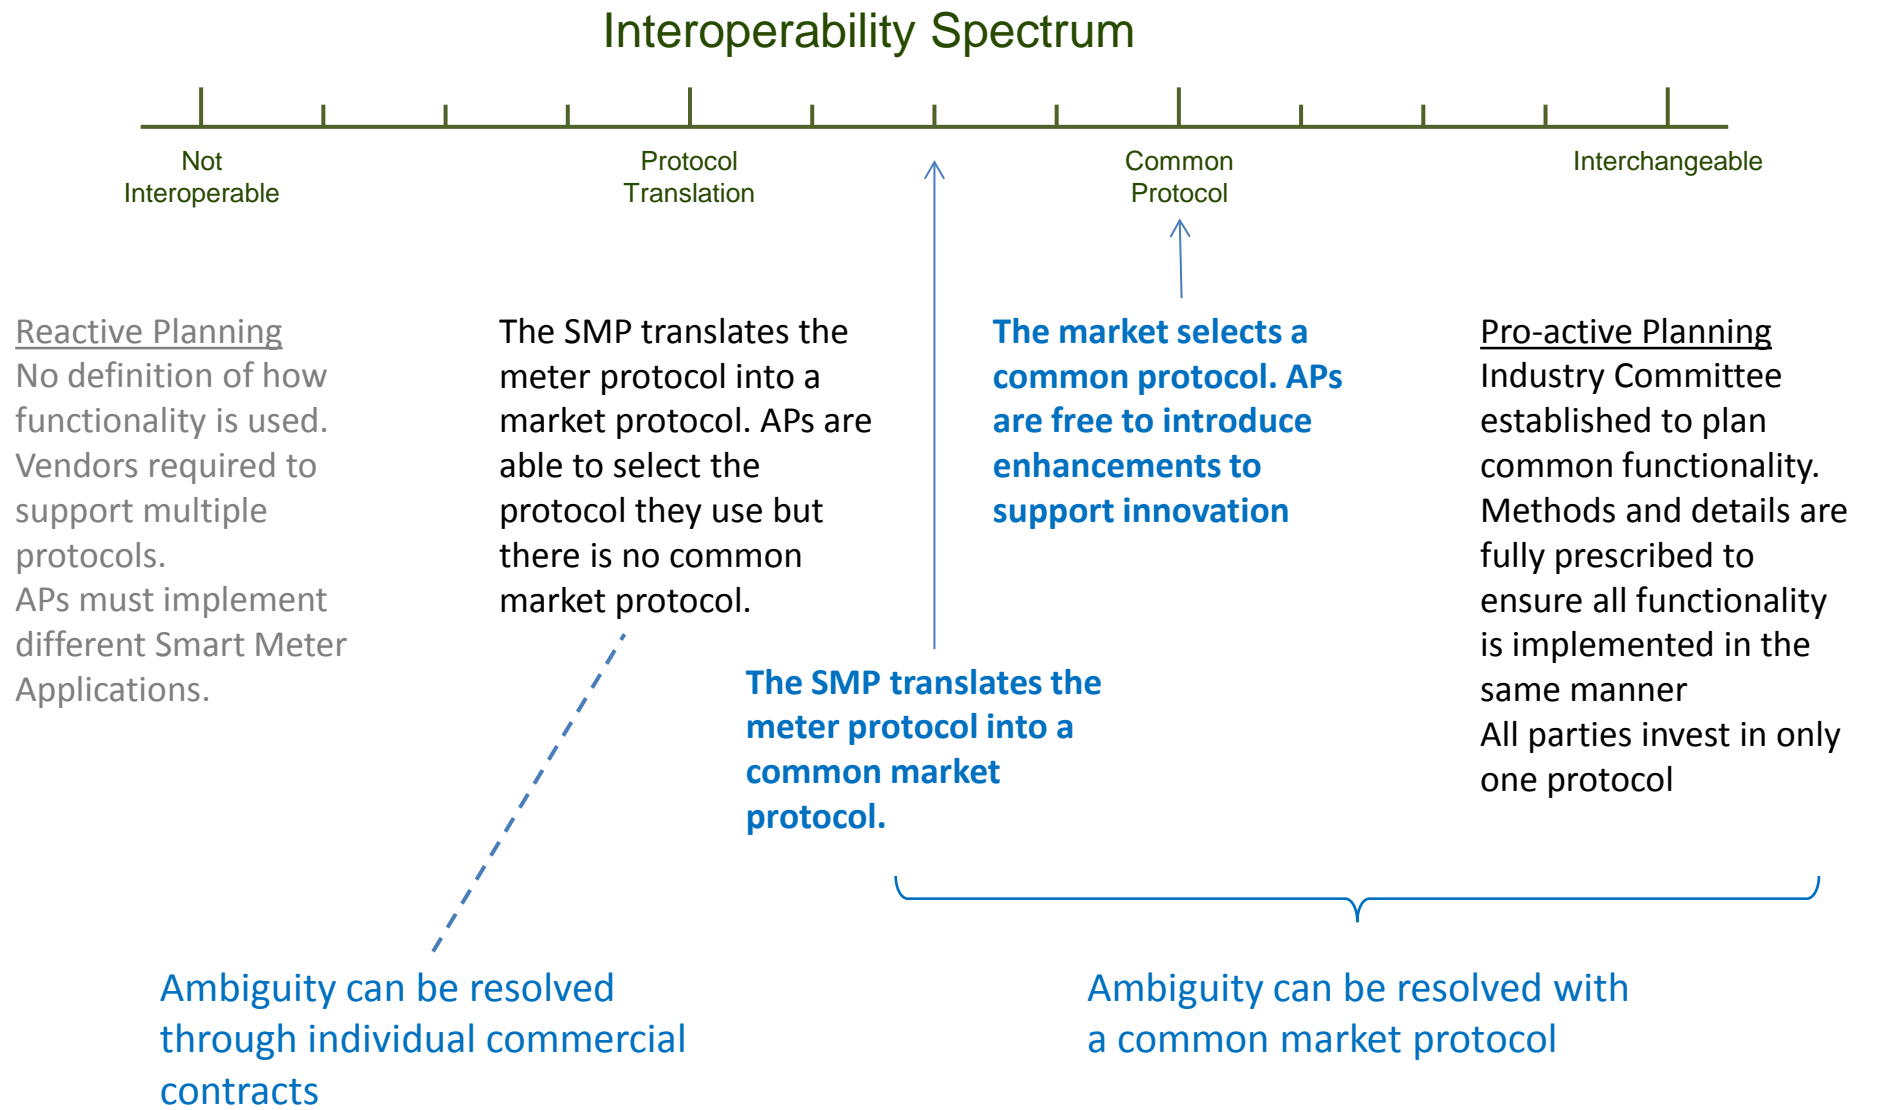 Interoperability Spectrum
Not
Interoperable
Protocol
Translation
Common
Protocol
Interchangeable
Reactive Planning
No definition of how
functionality is used.
Vendors required to
support multiple
protocols.
APs must implement
different Smart Meter
Applications.
The SMP translates the
meter protocol into a
market protocol. APs are
able to select the
protocol they use but
there is no common
market protocol.
The SMP translates the
meter protocol into a
common market
protocol.
The market selects a
common protocol. APs
are free to introduce
enhancements to
support innovation
Pro-active Planning
Industry Committee
established to plan
common functionality.
Methods and details are
fully prescribed to
ensure all functionality
is implemented in the
same manner
All parties invest in only
one protocol
Ambiguity can be resolved
through individual commercial
contracts
Ambiguity can be resolved with
a common market protocol